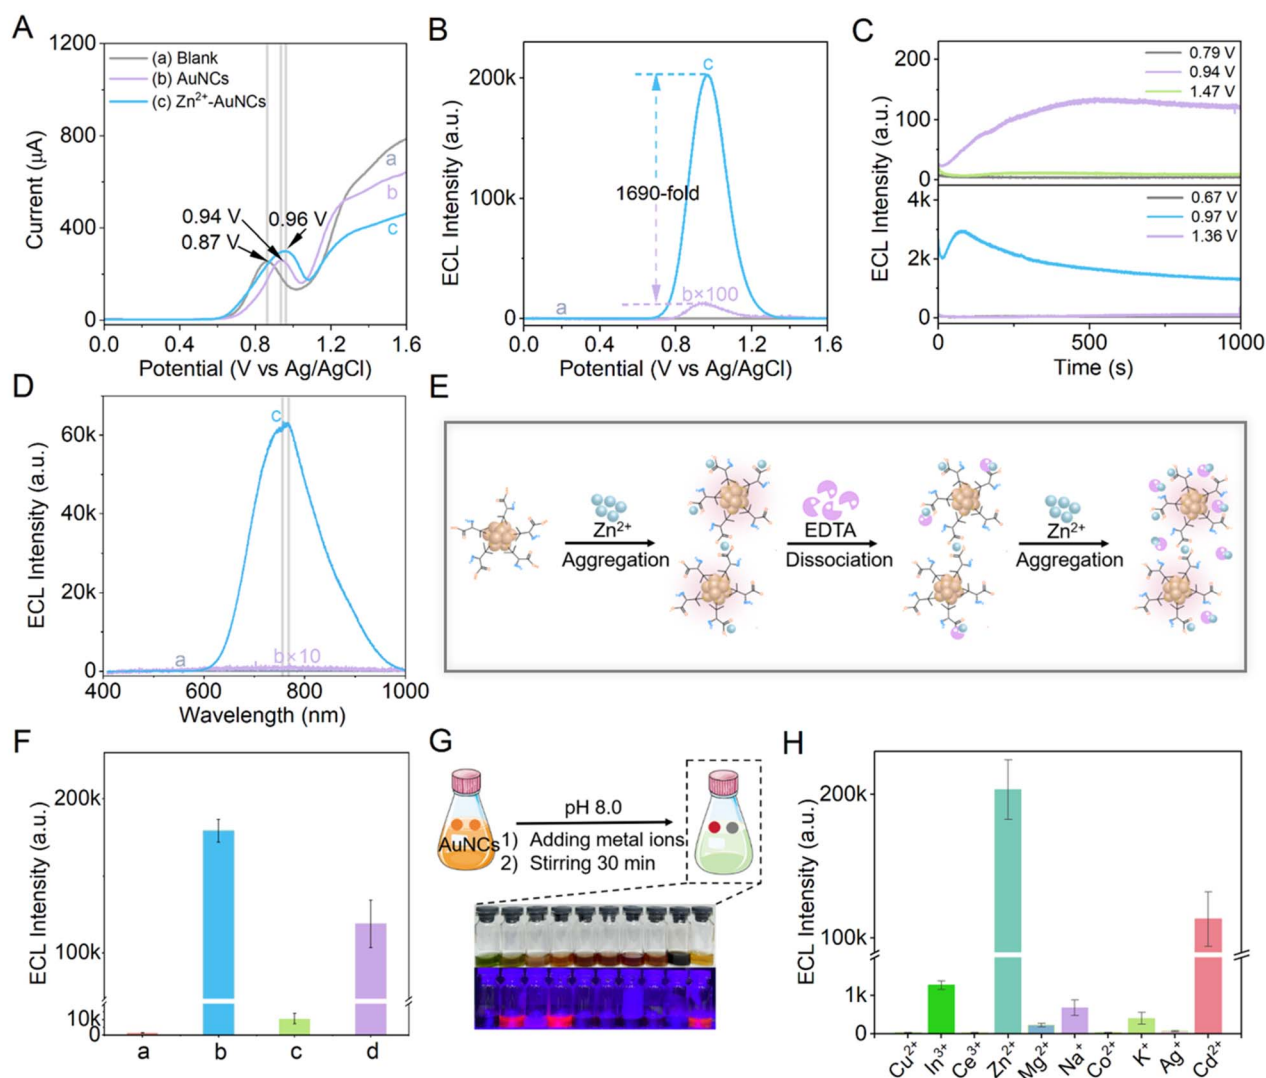 A
1200
800
400
0
Current (μA)
(a) Blank
(b) AuNCs
(c) Zn²⁺-AuNCs
0.94 V
0.96 V
0.87 V
a
b
c
0.0
0.4
0.8
1.2
1.6
Potential (V vs Ag/AgCl)
B
200k
100k
0
ECL Intensity (a.u.)
c
1690-fold
b×100
a
0.0
0.4
0.8
1.2
1.6
Potential (V vs Ag/AgCl)
C
200
100
0
4k
2k
0
ECL Intensity (a.u.)
0.79 V
0.94 V
1.47 V
0.67 V
0.97 V
1.36 V
0
500
1000
Time (s)
D
60k
40k
20k
0
ECL Intensity (a.u.)
c
a
b×10
400
600
800
1000
Wavelength (nm)
E
Zn²⁺
Aggregation
EDTA
Dissociation
Zn²⁺
Aggregation
F
200k
100k
10k
0
ECL Intensity (a.u.)
a
b
c
d
G
AuNCs
pH 8.0
1) Adding metal ions
2) Stirring 30 min
H
200k
100k
1k
0
ECL Intensity (a.u.)
Cu²⁺
In³⁺
Ce³⁺
Zn²⁺
Mg²⁺
Na⁺
Co²⁺
K⁺
Ag⁺
Cd²⁺